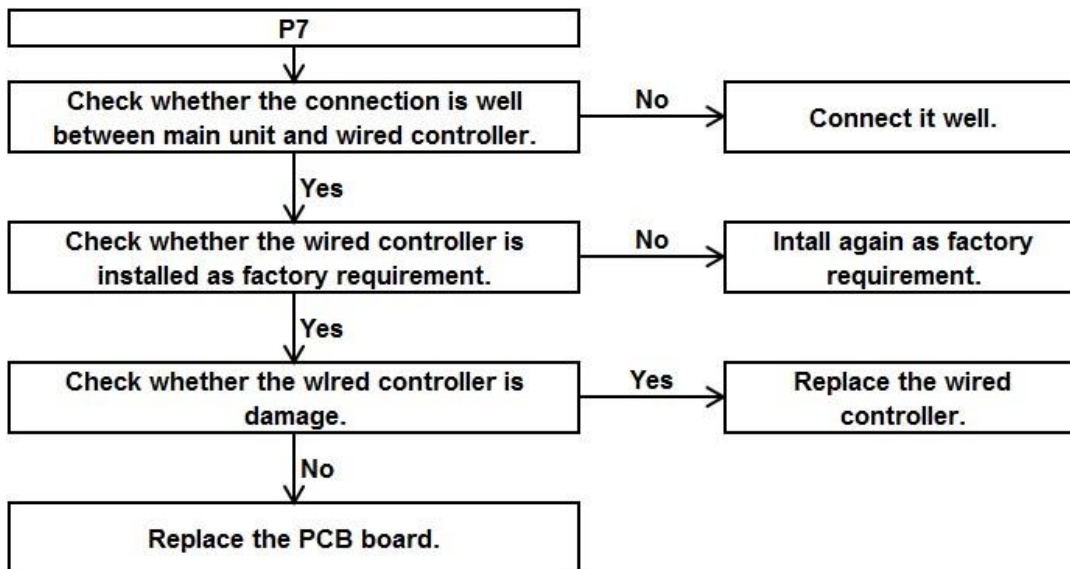 P7
Check whether the connection is well
between main unit and wired controller.
No
Connect it well.
Yes
Check whether the wired controller is
installed as factory requirement.
No
Intall again as factory
requirement.
Yes
Check whether the wIred controller is
damage.
Yes
Replace the wired
controller.
No
Replace the PCB board.